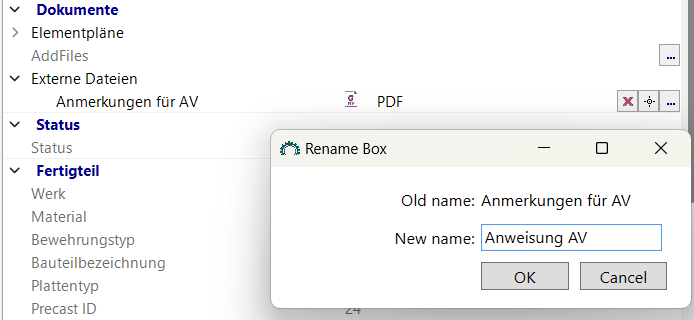 Dokumente
Elementpläne
AddFiles ...
Externe Dateien
Anmerkungen für AV PDF ...
Status
Status
Rename Box
Fertigteil
Werk
Old name: Anmerkungen für AV
Material
New name: Anweisung AV
Bewehrungstyp
Bauteilbezeichnung
OK Cancel
Plattentyp
Precast ID 24